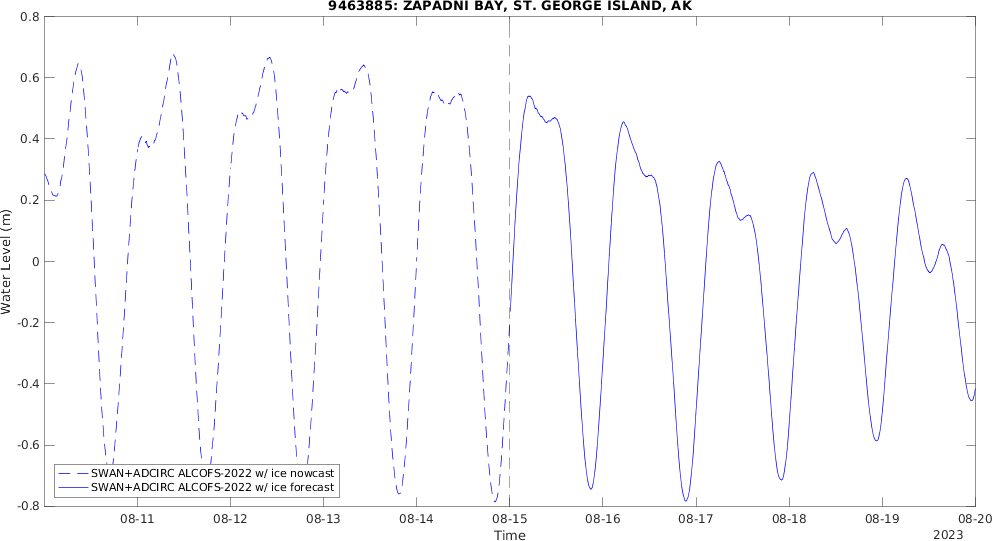 9463885: ZAPADNI BAY, ST. GEORGE ISLAND, AK
0.8
0.6
0.4
0.2
0
-0.2
-0.4
-0.6
-0.8
Water Level (m)
SWAN+ADCIRC ALCOFS-2022 w/ ice nowcast
SWAN+ADCIRC ALCOFS-2022 w/ ice forecast
08-11 08-12 08-13 08-14 08-15 08-16 08-17 08-18 08-19 08-20
Time
2023